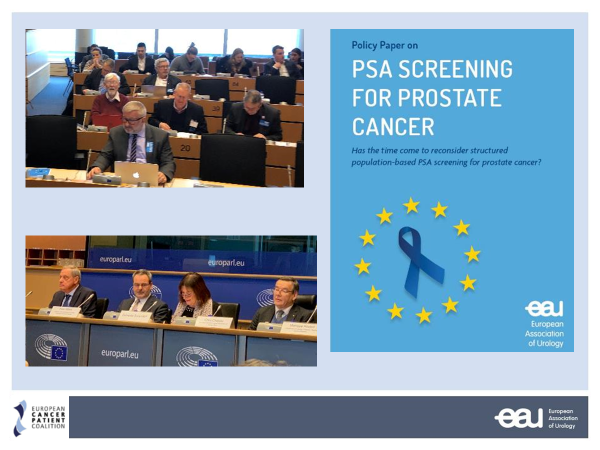 20
europarl.eu
europarl.eu
europarl.eu
europarl.eu
Policy Paper on
PSA SCREENING
FOR PROSTATE
CANCER
Has the time come to reconsider structured
population-based PSA screening for prostate cancer?
eau
European
Association
of Urology
EUROPEAN
CANCER
PATIENT
COALITION
eau
European
Association
of Urology